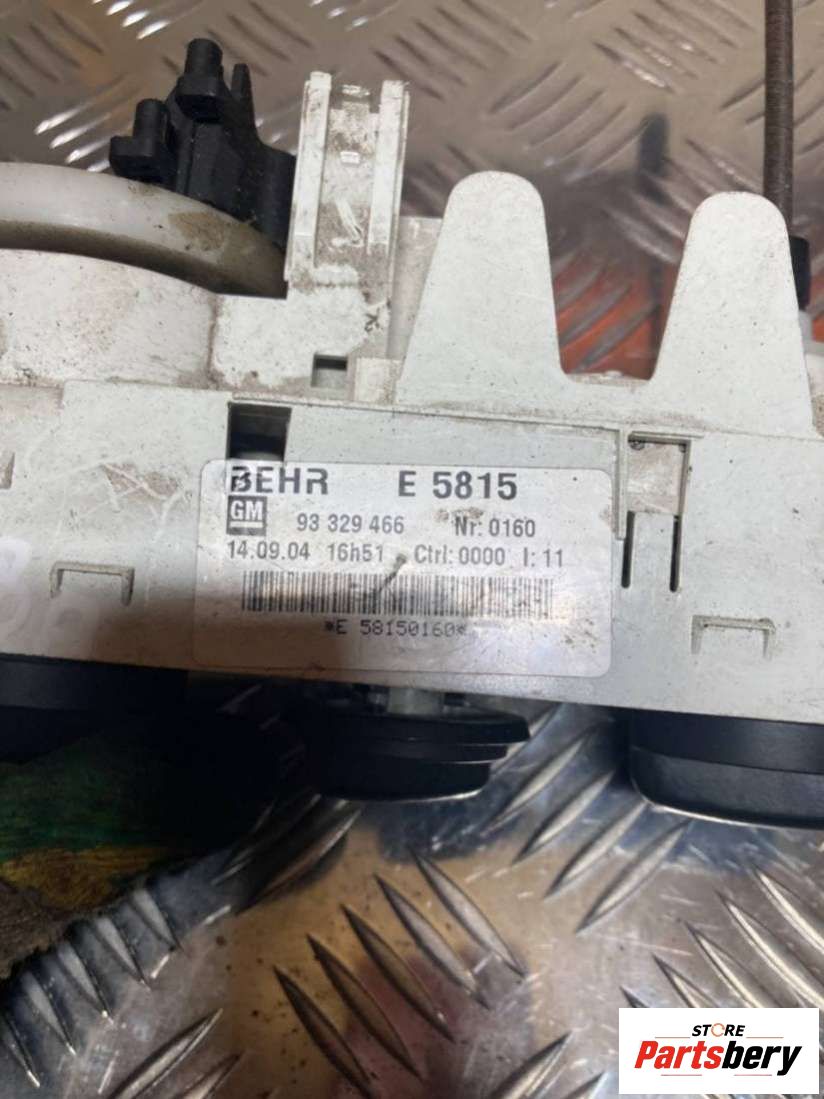 BEHR E 5815
GM 93 329 466 Nr: 0160
14.09.04 16h51 Ctrl:0000 I: 11
*E 58150160*
STORE
Partsbery